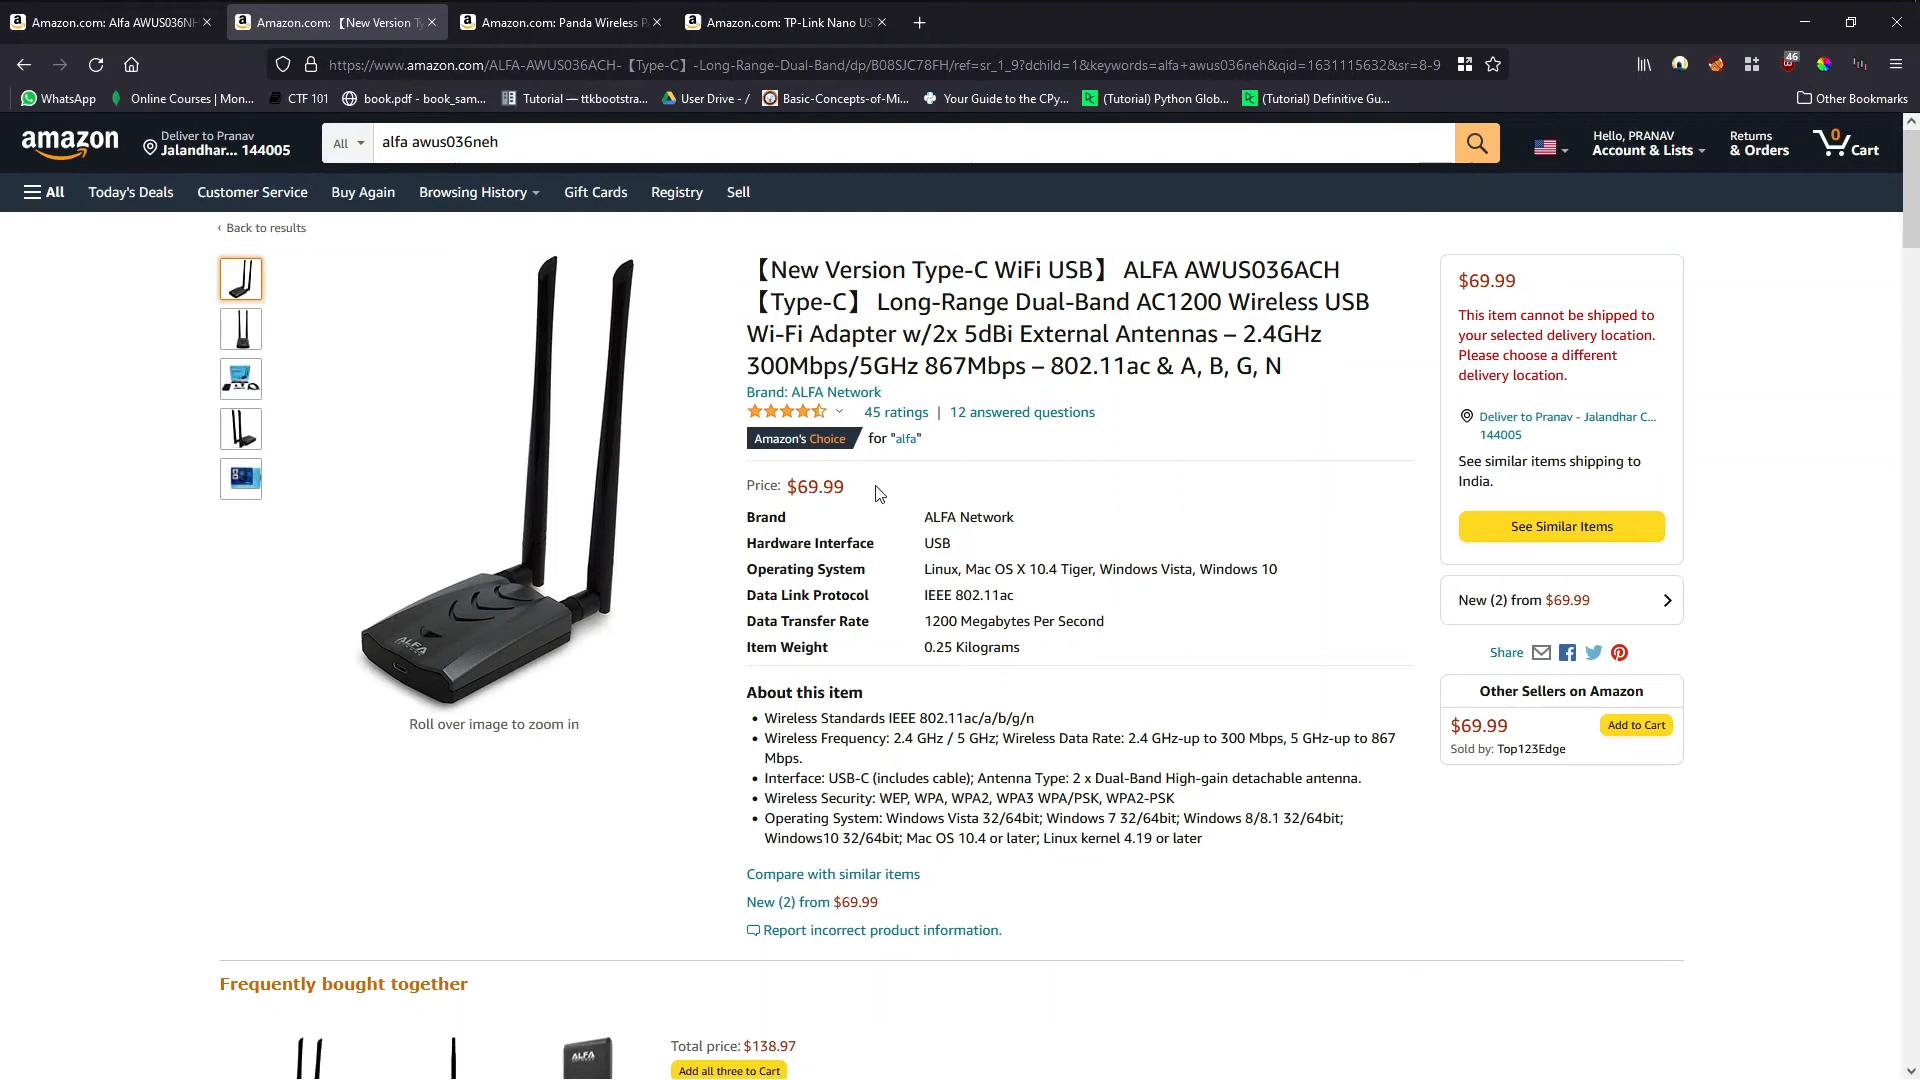 Amazon.com: Alfa AWUS036NH
Amazon.com: 【New Version Ty
Amazon.com: Panda Wireless P
Amazon.com: TP-Link Nano US
https://www.amazon.com/ALFA-AWUS036ACH-【Type-C】-Long-Range-Dual-Band/dp/B08SJC78FH/ref=sr_1_9?dchild=1&keywords=alfa+awus036neh&qid=1631115632&sr=8-9
46
WhatsApp
Online Courses | Mon...
CTF 101
book.pdf - book_sam...
Tutorial — ttkbootstra...
User Drive - /
Basic-Concepts-of-Mi...
Your Guide to the CPy...
(Tutorial) Python Glob...
(Tutorial) Definitive Gu...
Other Bookmarks
amazon
Deliver to Pranav
Jalandhar... 144005
All
alfa awus036neh
Hello, PRANAV
Account & Lists
Returns
& Orders
0
Cart
All
Today's Deals
Customer Service
Buy Again
Browsing History
Gift Cards
Registry
Sell
‹ Back to results
【New Version Type-C WiFi USB】 ALFA AWUS036ACH
【Type-C】 Long-Range Dual-Band AC1200 Wireless USB
Wi-Fi Adapter w/2x 5dBi External Antennas – 2.4GHz
300Mbps/5GHz 867Mbps – 802.11ac & A, B, G, N
Brand: ALFA Network
45 ratings | 12 answered questions
Amazon's Choice for "alfa"
Price: $69.99
Brand ALFA Network
Hardware Interface USB
Operating System Linux, Mac OS X 10.4 Tiger, Windows Vista, Windows 10
Data Link Protocol IEEE 802.11ac
Data Transfer Rate 1200 Megabytes Per Second
Item Weight 0.25 Kilograms
ALFA
Roll over image to zoom in
About this item
• Wireless Standards IEEE 802.11ac/a/b/g/n
• Wireless Frequency: 2.4 GHz / 5 GHz; Wireless Data Rate: 2.4 GHz-up to 300 Mbps, 5 GHz-up to 867
Mbps.
• Interface: USB-C (includes cable); Antenna Type: 2 x Dual-Band High-gain detachable antenna.
• Wireless Security: WEP, WPA, WPA2, WPA3 WPA/PSK, WPA2-PSK
• Operating System: Windows Vista 32/64bit; Windows 7 32/64bit; Windows 8/8.1 32/64bit;
Windows10 32/64bit; Mac OS 10.4 or later; Linux kernel 4.19 or later
Compare with similar items
New (2) from $69.99
Report incorrect product information.
$69.99
This item cannot be shipped to
your selected delivery location.
Please choose a different
delivery location.
Deliver to Pranav - Jalandhar C...
144005
See similar items shipping to
India.
See Similar Items
New (2) from $69.99
Share
Other Sellers on Amazon
$69.99
Add to Cart
Sold by: Top123Edge
Frequently bought together
ALFA
Total price: $138.97
Add all three to Cart